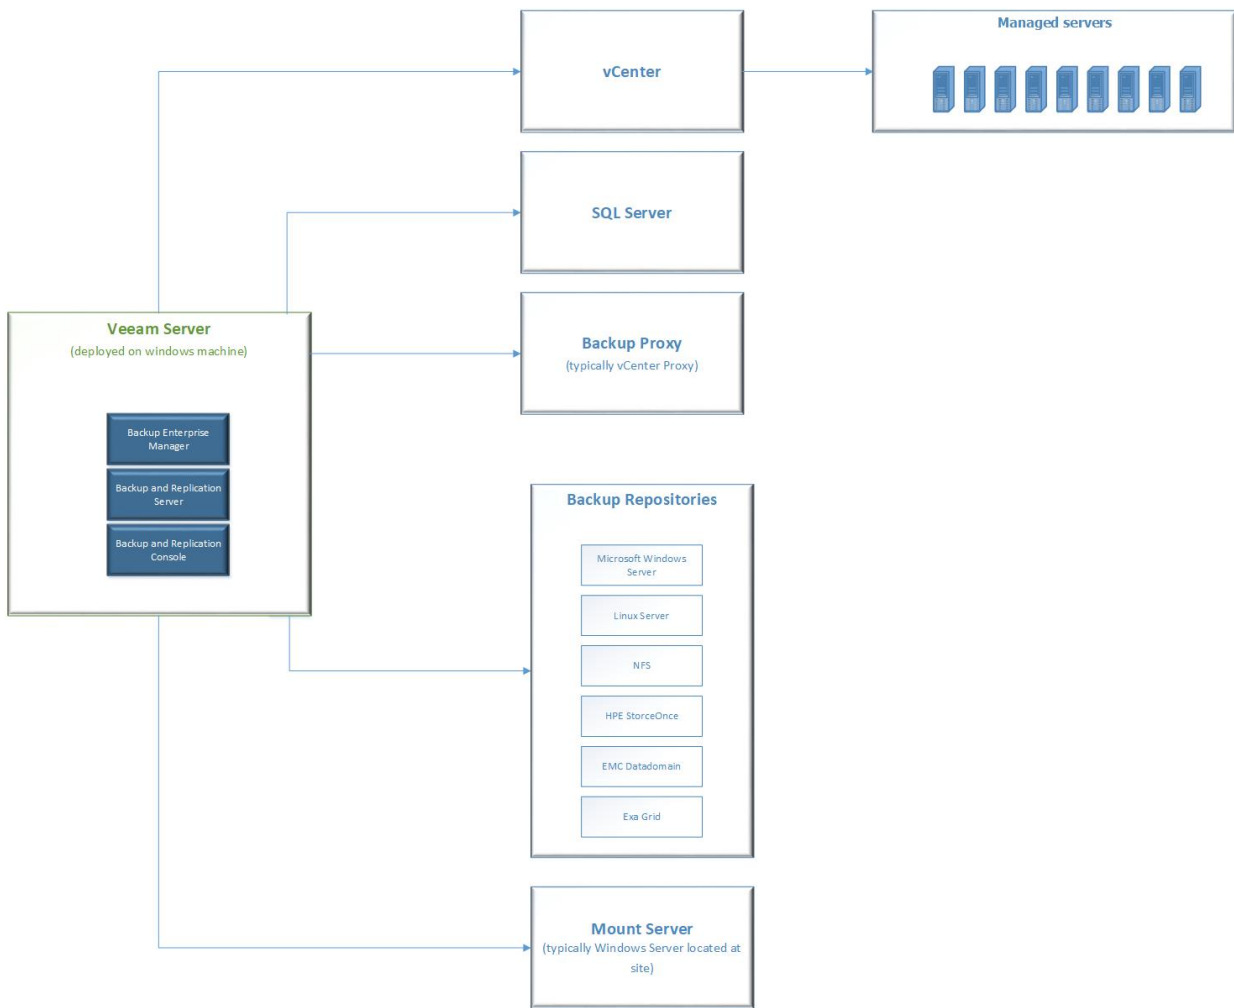 vCenter
Managed servers
SQL Server
Veeam Server
(deployed on windows machine)
Backup Enterprise
Manager
Backup and Replication
Server
Backup and Replication
Console
Backup Proxy
(typically vCenter Proxy)
Backup Repositories
Microsoft Windows
Server
Linux Server
NFS
HPE StorceOnce
EMC Datadomain
Exa Grid
Mount Server
(typically Windows Server located at
site)